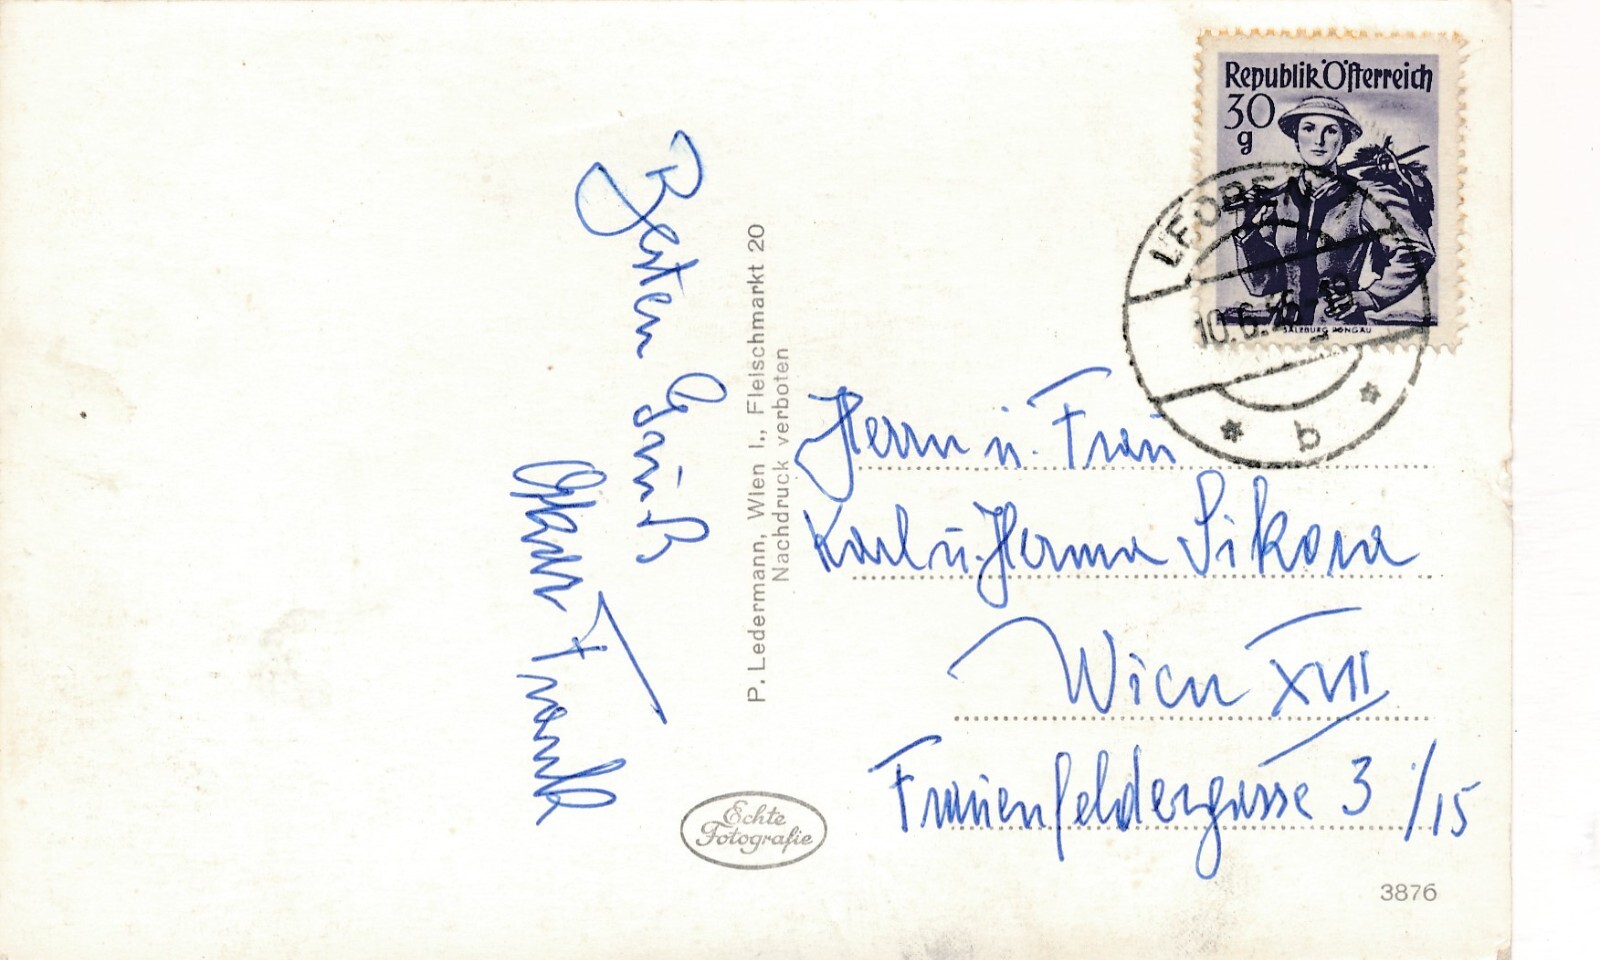 Besten Gruß
Oskar Frank
P. Ledermann, Wien I., Fleischmarkt 20
Nachdruck verboten
Echte
Fotografie
Republik Österreich
30
g
SALZBURG PONGAU
LEOBEN
10.6.
b
Herrn u. Frau
Karl u. Herma Sikora
Wien XVII
Frauenfeldergasse 3 /15
3876